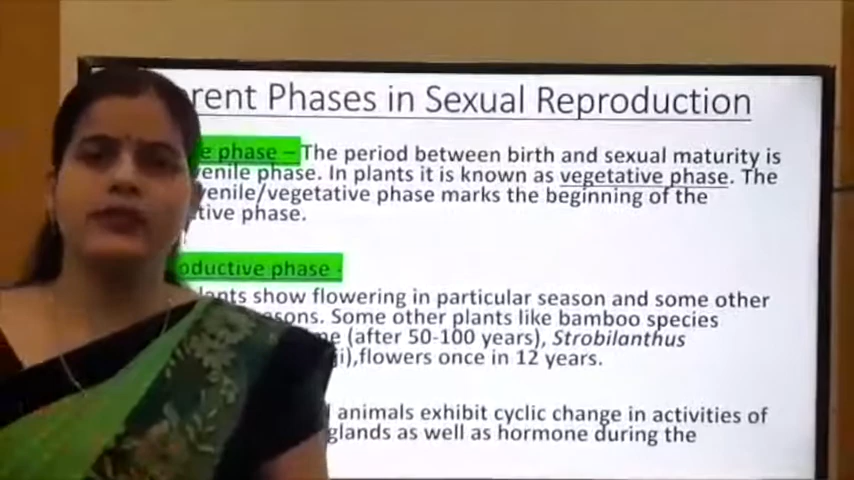 erent Phases in Sexual Reproduction
e phase – The period between birth and sexual maturity is
venile phase. In plants it is known as vegetative phase. The
venile/vegetative phase marks the beginning of the
tive phase.
oductive phase -
lants show flowering in particular season and some other
asons. Some other plants like bamboo species
me (after 50-100 years), Strobilanthus
ji),flowers once in 12 years.
animals exhibit cyclic change in activities of
glands as well as hormone during the